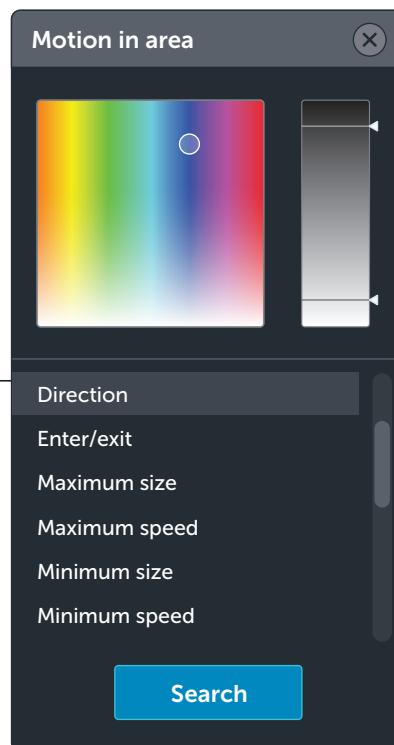 Motion in area
Direction
Enter/exit
Maximum size
Maximum speed
Minimum size
Minimum speed
Search